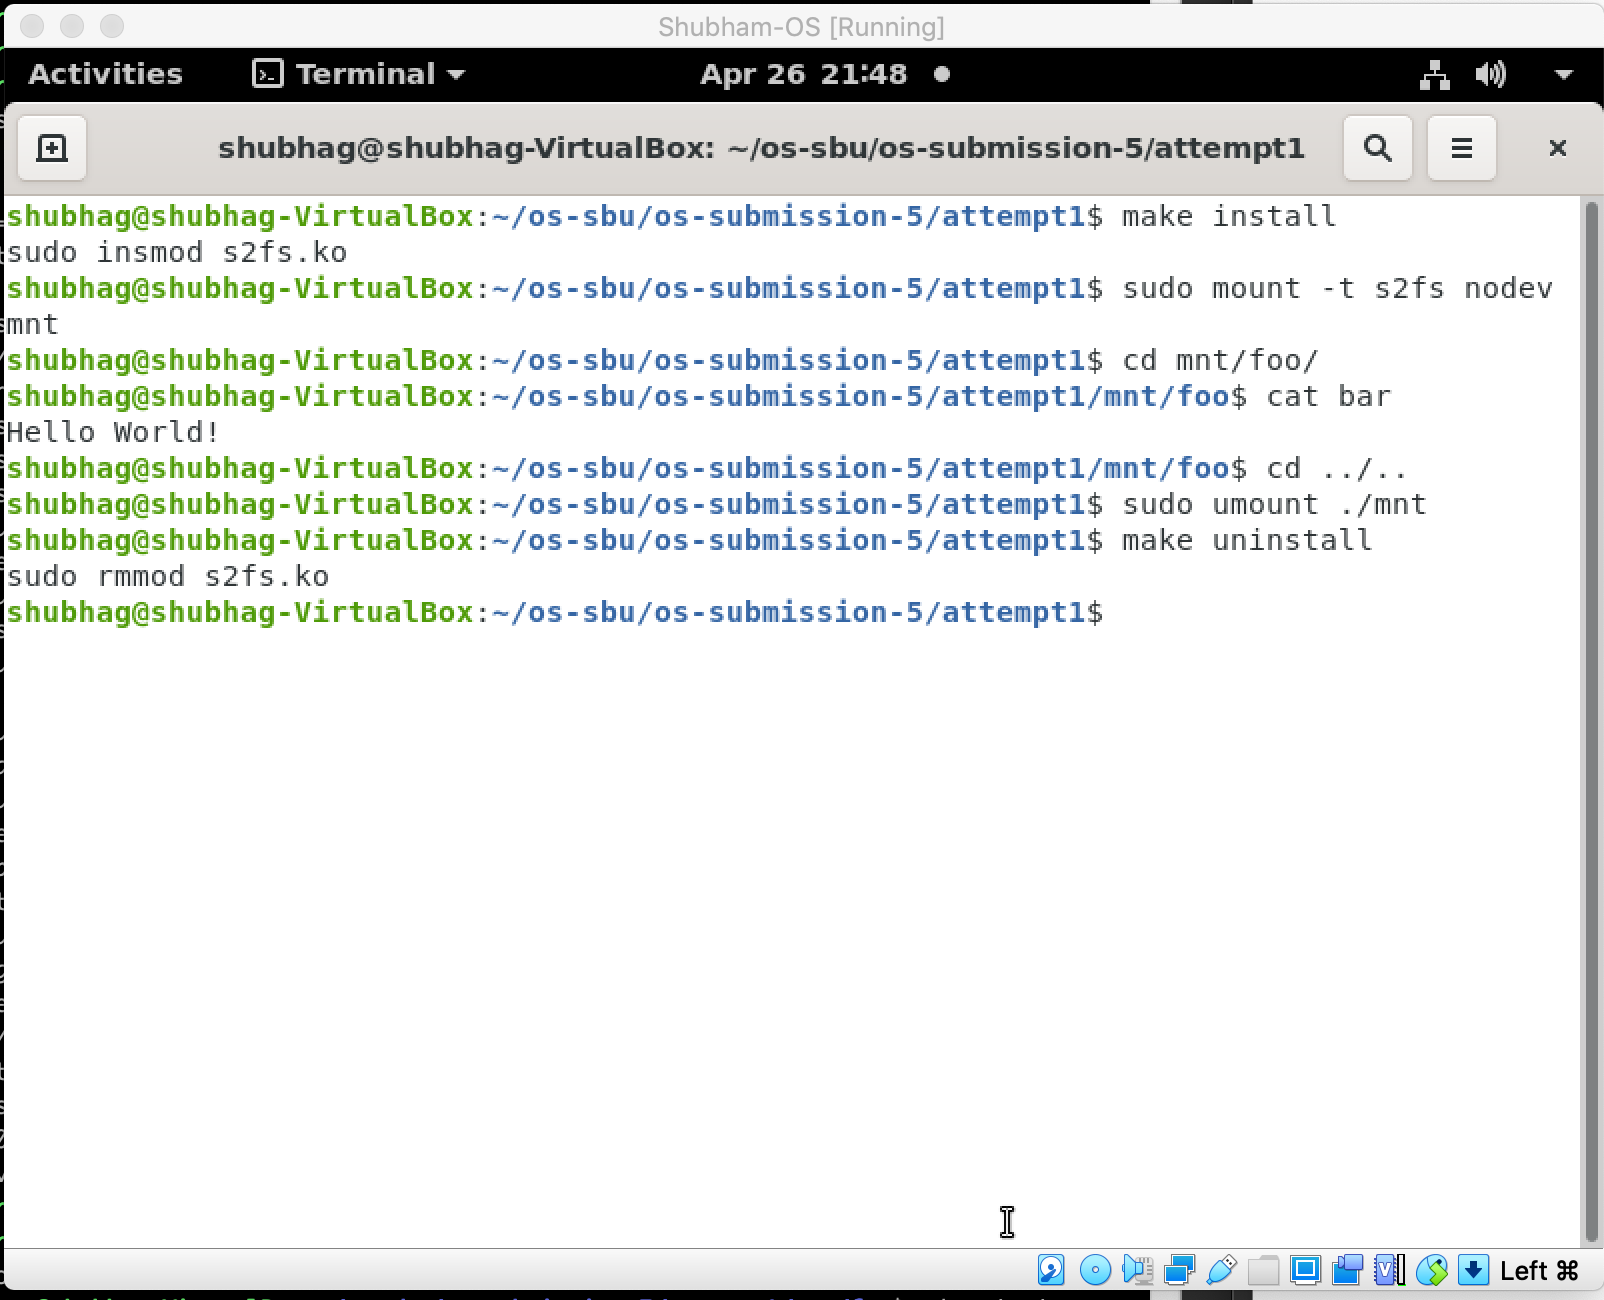 Shubham-OS [Running]
Activities Terminal Apr 26 21:48
shubhag@shubhag-VirtualBox: ~/os-sbu/os-submission-5/attempt1
shubhag@shubhag-VirtualBox:~/os-sbu/os-submission-5/attempt1$ make install
sudo insmod s2fs.ko
shubhag@shubhag-VirtualBox:~/os-sbu/os-submission-5/attempt1$ sudo mount -t s2fs nodev
mnt
shubhag@shubhag-VirtualBox:~/os-sbu/os-submission-5/attempt1$ cd mnt/foo/
shubhag@shubhag-VirtualBox:~/os-sbu/os-submission-5/attempt1/mnt/foo$ cat bar
Hello World!
shubhag@shubhag-VirtualBox:~/os-sbu/os-submission-5/attempt1/mnt/foo$ cd ../..
shubhag@shubhag-VirtualBox:~/os-sbu/os-submission-5/attempt1$ sudo umount ./mnt
shubhag@shubhag-VirtualBox:~/os-sbu/os-submission-5/attempt1$ make uninstall
sudo rmmod s2fs.ko
shubhag@shubhag-VirtualBox:~/os-sbu/os-submission-5/attempt1$
Left ⌘